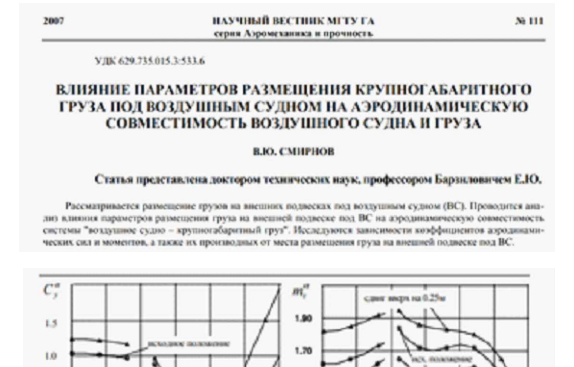 2007 НАУЧНЫЙ ВЕСТНИК МГТУ ГА № 111
серия Аэромеханика и прочность
УДК 629.735.015.3:533.6
ВЛИЯНИЕ ПАРАМЕТРОВ РАЗМЕЩЕНИЯ КРУПНОГАБАРИТНОГО
ГРУЗА ПОД ВОЗДУШНЫМ СУДНОМ НА АЭРОДИНАМИЧЕСКУЮ
СОВМЕСТИМОСТЬ ВОЗДУШНОГО СУДНА И ГРУЗА
В.Ю. СМИРНОВ
Статья представлена доктором технических наук, профессором Барзиловичем Е.Ю.
Рассматривается размещение грузов на внешних подвесках под воздушным судном (ВС). Проводится ана-
лиз влияния параметров размещения груза на внешней подвеске под ВС на аэродинамическую совместимость
системы "воздушное судно – крупногабаритный груз". Исследуются зависимости коэффициентов аэродинами-
ческих сил и моментов, а также их производных от места размещения груза на внешней подвеске под ВС.
C
сдвиг вверх на 0.25м
1.5
1.90
исходное положение
1.0
1.70
исх. положение